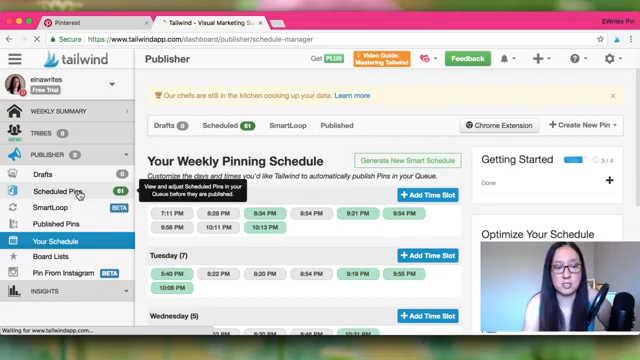 Pinterest
Tailwind - Visual Marketing Su
EWrites Pin
https://www.tailwindapp.com/dashboard/publisher/schedule-manager
tailwind
Publisher
Get PLUS
Video Guide: Mastering Tailwind
Feedback
elnawrites
Free Trial
Our chefs are still in the kitchen cooking up your data. Learn more
WEEKLY SUMMARY
TRIBES 0
NEW!
PUBLISHER 0
Drafts
Scheduled Pins 61
SmartLoop BETA
Published Pins
Your Schedule
Board Lists
Pin From Instagram BETA
INSIGHTS
View and adjust Scheduled Pins in your
Queue before they are published.
Drafts 0 Scheduled 61 SmartLoop Published
Chrome Extension
Create New Pin
Your Weekly Pinning Schedule
Generate New Smart Schedule
Customize the days and times you'd like Tailwind to automatically publish Pins in your
Queue.
Add Time Slot
7:11 PM 8:28 PM 8:34 PM 8:54 PM 9:21 PM 9:54 PM
9:56 PM 10:11 PM 10:13 PM
Tuesday (7)
Add Time Slot
5:40 PM 6:22 PM 8:20 PM 8:54 PM 9:19 PM 9:55 PM
10:06 PM
Wednesday (5)
Add Time Slot
Getting Started
3/4
Done
Optimize Your Schedule
Waiting for www.tailwindapp.com...